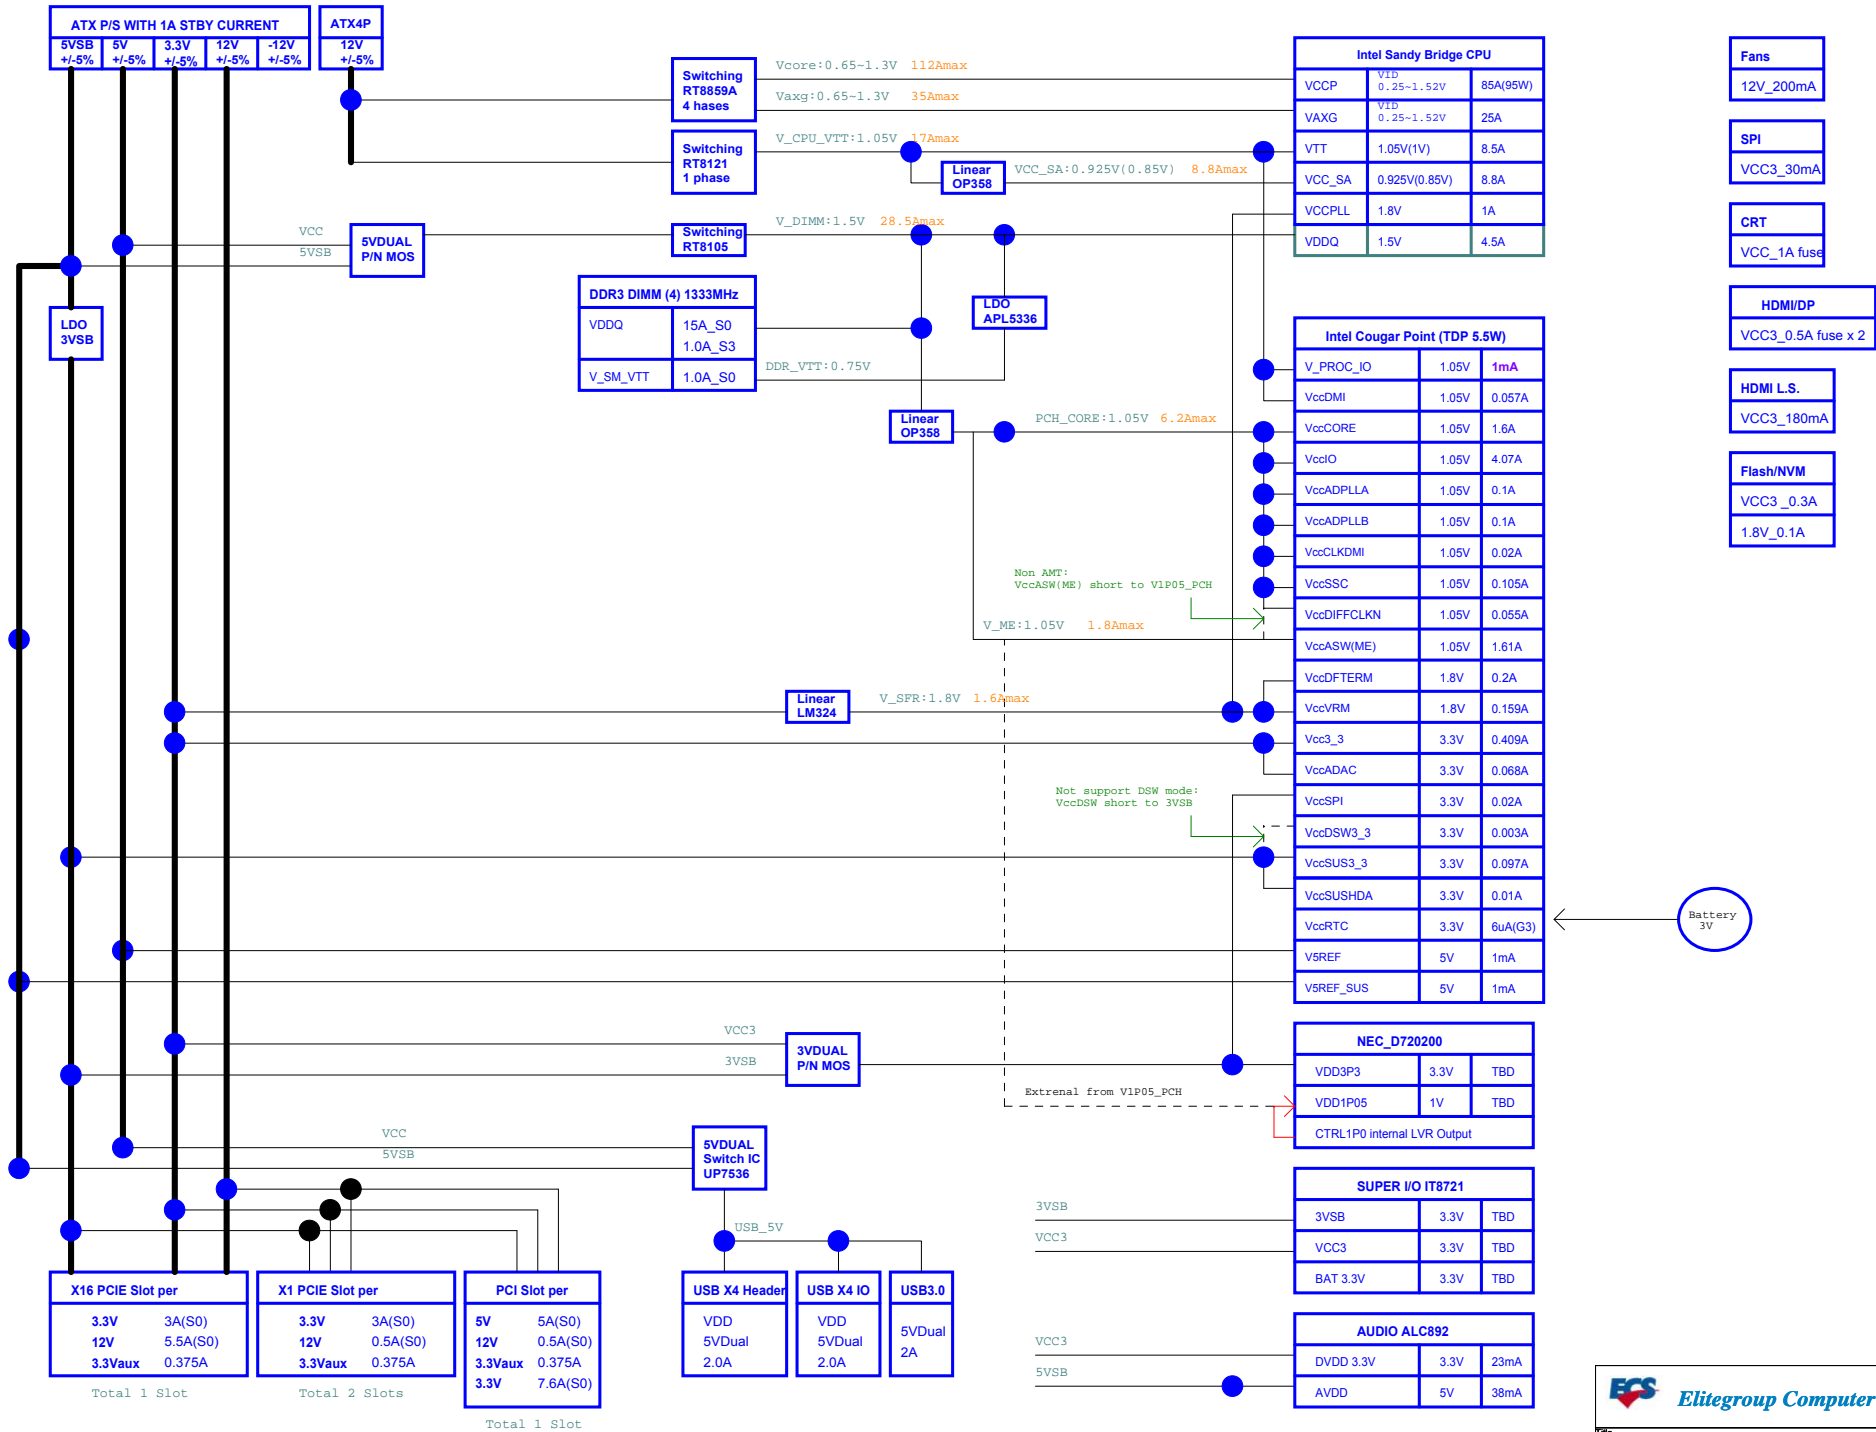 ATX P/S WITH 1A STBY CURRENT
5VSB
+/-5%
5V
+/-5%
3.3V
+/-5%
12V
+/-5%
-12V
+/-5%
ATX4P
12V
+/-5%
Switching
RT8859A
4 hases
Vcore:0.65~1.3V 112Amax
Vaxg:0.65~1.3V 35Amax
Switching
RT8121
1 phase
V_CPU_VTT:1.05V 17Amax
Linear
OP358
VCC_SA:0.925V(0.85V) 8.8Amax
VCC
5VSB
5VDUAL
P/N MOS
Switching
RT8105
V_DIMM:1.5V 28.5Amax
LDO
3VSB
DDR3 DIMM (4) 1333MHz
VDDQ 15A_S0
1.0A_S3
V_SM_VTT 1.0A_S0
DDR_VTT:0.75V
LDO
APL5336
Linear
OP358
PCH_CORE:1.05V 6.2Amax
Non AMT:
VccASW(ME) short to V1P05_PCH
V_ME:1.05V 1.8Amax
Linear
LM324
V_SFR:1.8V 1.6Amax
Not support DSW mode:
VccDSW short to 3VSB
VCC3
3VSB
3VDUAL
P/N MOS
Extrenal from V1P05_PCH
VCC
5VSB
5VDUAL
Switch IC
UP7536
USB_5V
Intel Sandy Bridge CPU
VCCP VID
0.25~1.52V 85A(95W)
VAXG VID
0.25~1.52V 25A
VTT 1.05V(1V) 8.5A
VCC_SA 0.925V(0.85V) 8.8A
VCCPLL 1.8V 1A
VDDQ 1.5V 4.5A
Intel Cougar Point (TDP 5.5W)
V_PROC_IO 1.05V 1mA
VccDMI 1.05V 0.057A
VccCORE 1.05V 1.6A
VccIO 1.05V 4.07A
VccADPLLA 1.05V 0.1A
VccADPLLB 1.05V 0.1A
VccCLKDMI 1.05V 0.02A
VccSSC 1.05V 0.105A
VccDIFFCLKN 1.05V 0.055A
VccASW(ME) 1.05V 1.61A
VccDFTERM 1.8V 0.2A
VccVRM 1.8V 0.159A
Vcc3_3 3.3V 0.409A
VccADAC 3.3V 0.068A
VccSPI 3.3V 0.02A
VccDSW3_3 3.3V 0.003A
VccSUS3_3 3.3V 0.097A
VccSUSHDA 3.3V 0.01A
VccRTC 3.3V 6uA(G3)
V5REF 5V 1mA
V5REF_SUS 5V 1mA
Battery
3V
NEC_D720200
VDD3P3 3.3V TBD
VDD1P05 1V TBD
CTRL1P0 internal LVR Output
3VSB
VCC3
SUPER I/O IT8721
3VSB 3.3V TBD
VCC3 3.3V TBD
BAT 3.3V 3.3V TBD
VCC3
5VSB
AUDIO ALC892
DVDD 3.3V 3.3V 23mA
AVDD 5V 38mA
Fans
12V_200mA
SPI
VCC3_30mA
CRT
VCC_1A fuse
HDMI/DP
VCC3_0.5A fuse x 2
HDMI L.S.
VCC3_180mA
Flash/NVM
VCC3 _0.3A
1.8V_0.1A
X16 PCIE Slot per
3.3V 3A(S0)
12V 5.5A(S0)
3.3Vaux 0.375A
Total 1 Slot
X1 PCIE Slot per
3.3V 3A(S0)
12V 0.5A(S0)
3.3Vaux 0.375A
Total 2 Slots
PCI Slot per
5V 5A(S0)
12V 0.5A(S0)
3.3Vaux 0.375A
3.3V 7.6A(S0)
Total 1 Slot
USB X4 Header
VDD
5VDual
2.0A
USB X4 IO
VDD
5VDual
2.0A
USB3.0
5VDual
2A
ECS Elitegroup Computer